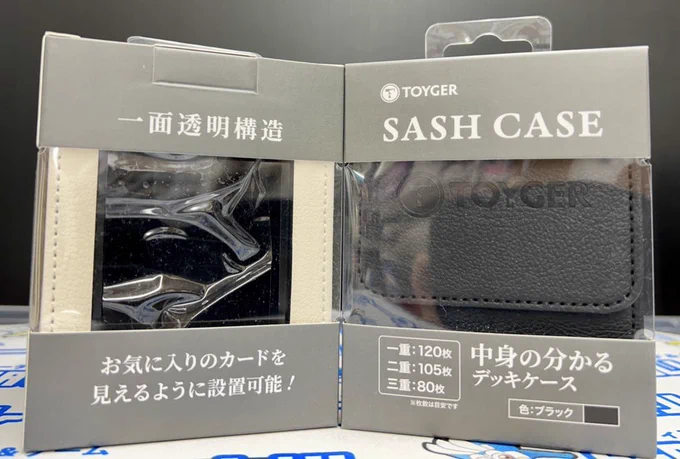 一面透明構造
お気に入りのカードを
見えるように設置可能！
TOYGER
SASH CASE
TOYGER
一重：120枚
二重：105枚
三重：80枚
※枚数は目安です
中身の分かる
デッキケース
色：ブラック